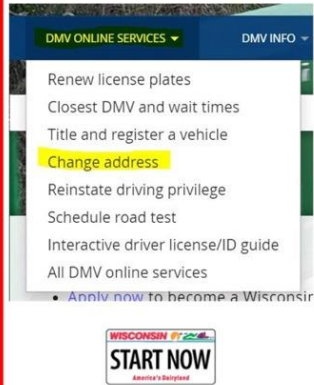 DMV ONLINE SERVICES
DMV INFO
Renew license plates
Closest DMV and wait times
Title and register a vehicle
Change address
Reinstate driving privilege
Schedule road test
Interactive driver license/ID guide
All DMV online services
Apply now to become a Wisconsin
WISCONSIN
START NOW
America's Dairyland